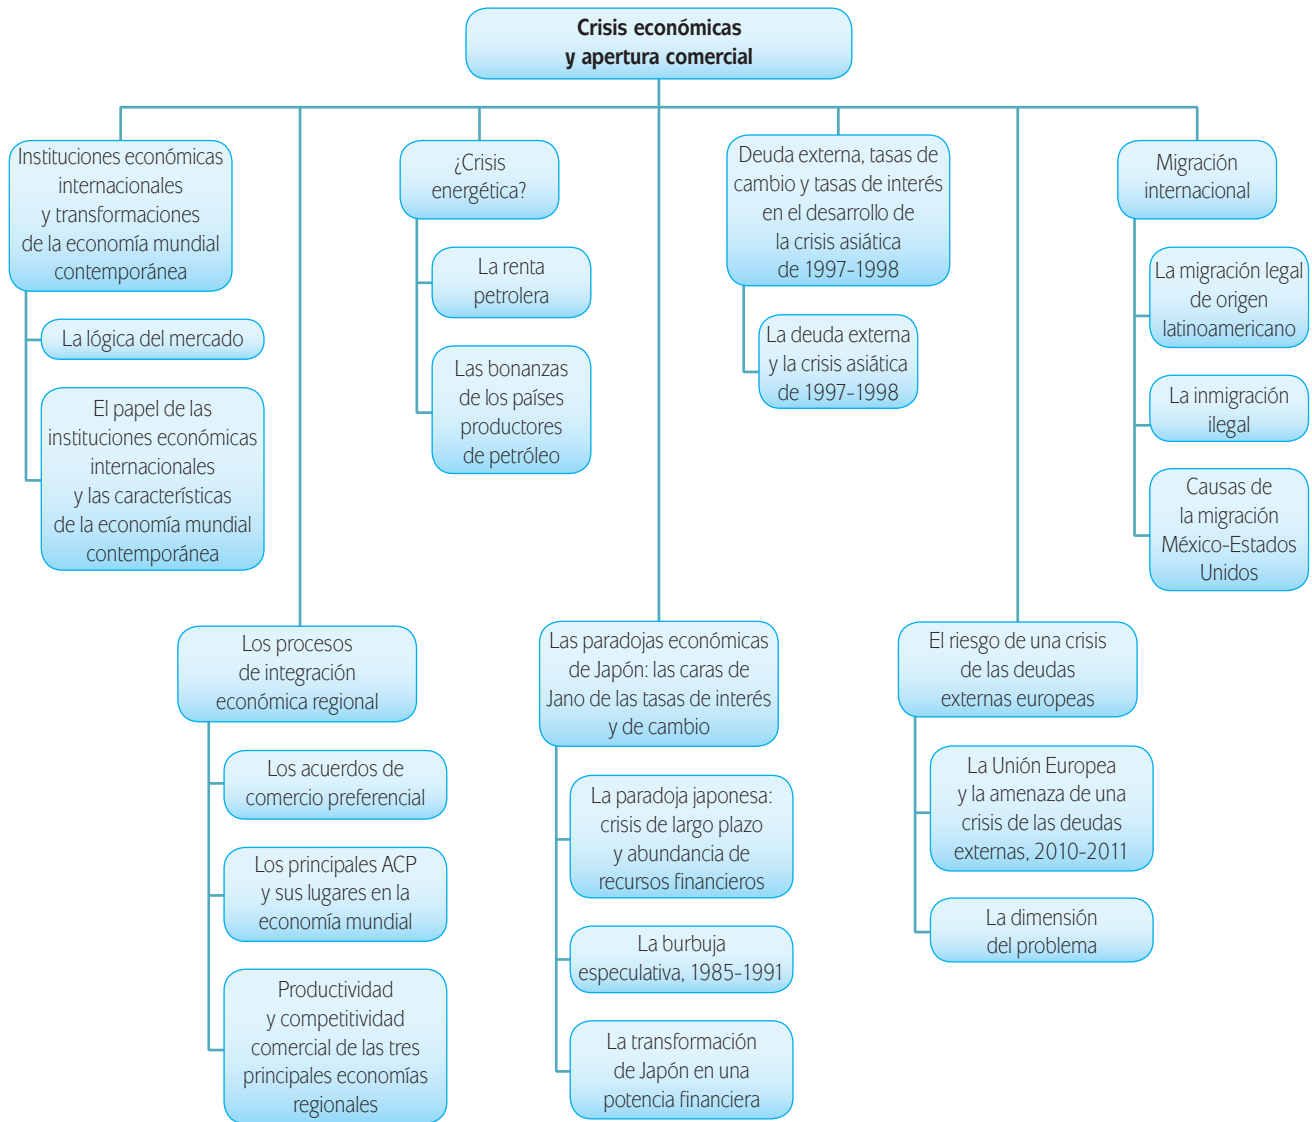 Crisis económicas
y apertura comercial
Instituciones económicas
internacionales
y transformaciones
de la economía mundial
contemporánea
La lógica del mercado
El papel de las
instituciones económicas
internacionales
y las características
de la economía mundial
contemporánea
Los procesos
de integración
económica regional
Los acuerdos de
comercio preferencial
Los principales ACP
y sus lugares en la
economía mundial
Productividad
y competitividad
comercial de las tres
principales economías
regionales
¿Crisis
energética?
La renta
petrolera
Las bonanzas
de los países
productores
de petróleo
Las paradojas económicas
de Japón: las caras de
Jano de las tasas de interés
y de cambio
La paradoja japonesa:
crisis de largo plazo
y abundancia de
recursos financieros
La burbuja
especulativa, 1985-1991
La transformación
de Japón en una
potencia financiera
Deuda externa, tasas de
cambio y tasas de interés
en el desarrollo de
la crisis asiática
de 1997-1998
La deuda externa
y la crisis asiática
de 1997-1998
El riesgo de una crisis
de las deudas
externas europeas
La Unión Europea
y la amenaza de una
crisis de las deudas
externas, 2010-2011
La dimensión
del problema
Migración
internacional
La migración legal
de origen
latinoamericano
La inmigración
ilegal
Causas de
la migración
México-Estados
Unidos